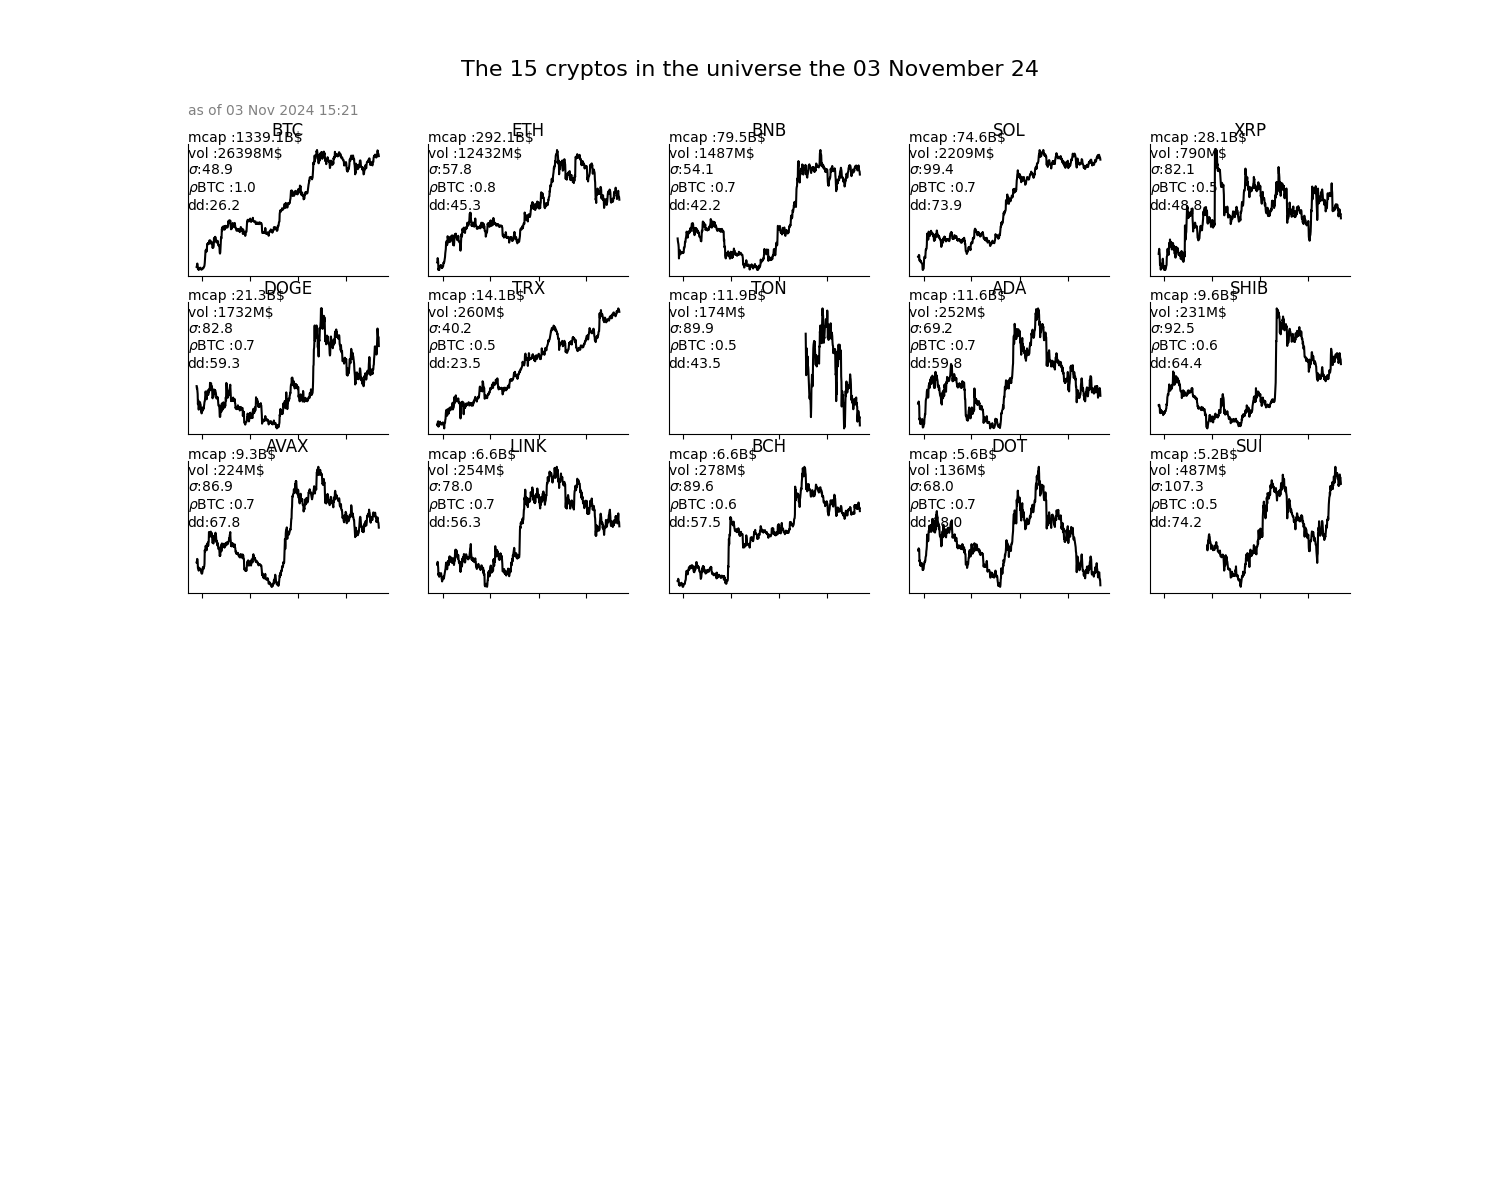 The 15 cryptos in the universe the 03 November 24
as of 03 Nov 2024 15:21
BTC
mcap :1339.1B$
vol :26398M$
σ:48.9
ρBTC :1.0
dd:26.2
ETH
mcap :292.1B$
vol :12432M$
σ:57.8
ρBTC :0.8
dd:45.3
BNB
mcap :79.5B$
vol :1487M$
σ:54.1
ρBTC :0.7
dd:42.2
SOL
mcap :74.6B$
vol :2209M$
σ:99.4
ρBTC :0.7
dd:73.9
XRP
mcap :28.1B$
vol :790M$
σ:82.1
ρBTC :0.5
dd:48.8
DOGE
mcap :21.3B$
vol :1732M$
σ:82.8
ρBTC :0.7
dd:59.3
TRX
mcap :14.1B$
vol :260M$
σ:40.2
ρBTC :0.5
dd:23.5
TON
mcap :11.9B$
vol :174M$
σ:89.9
ρBTC :0.5
dd:43.5
ADA
mcap :11.6B$
vol :252M$
σ:69.2
ρBTC :0.7
dd:59.8
SHIB
mcap :9.6B$
vol :231M$
σ:92.5
ρBTC :0.6
dd:64.4
AVAX
mcap :9.3B$
vol :224M$
σ:86.9
ρBTC :0.7
dd:67.8
LINK
mcap :6.6B$
vol :254M$
σ:78.0
ρBTC :0.7
dd:56.3
BCH
mcap :6.6B$
vol :278M$
σ:89.6
ρBTC :0.6
dd:57.5
DOT
mcap :5.6B$
vol :136M$
σ:68.0
ρBTC :0.7
SUI
mcap :5.2B$
vol :487M$
σ:107.3
ρBTC :0.5
dd:74.2